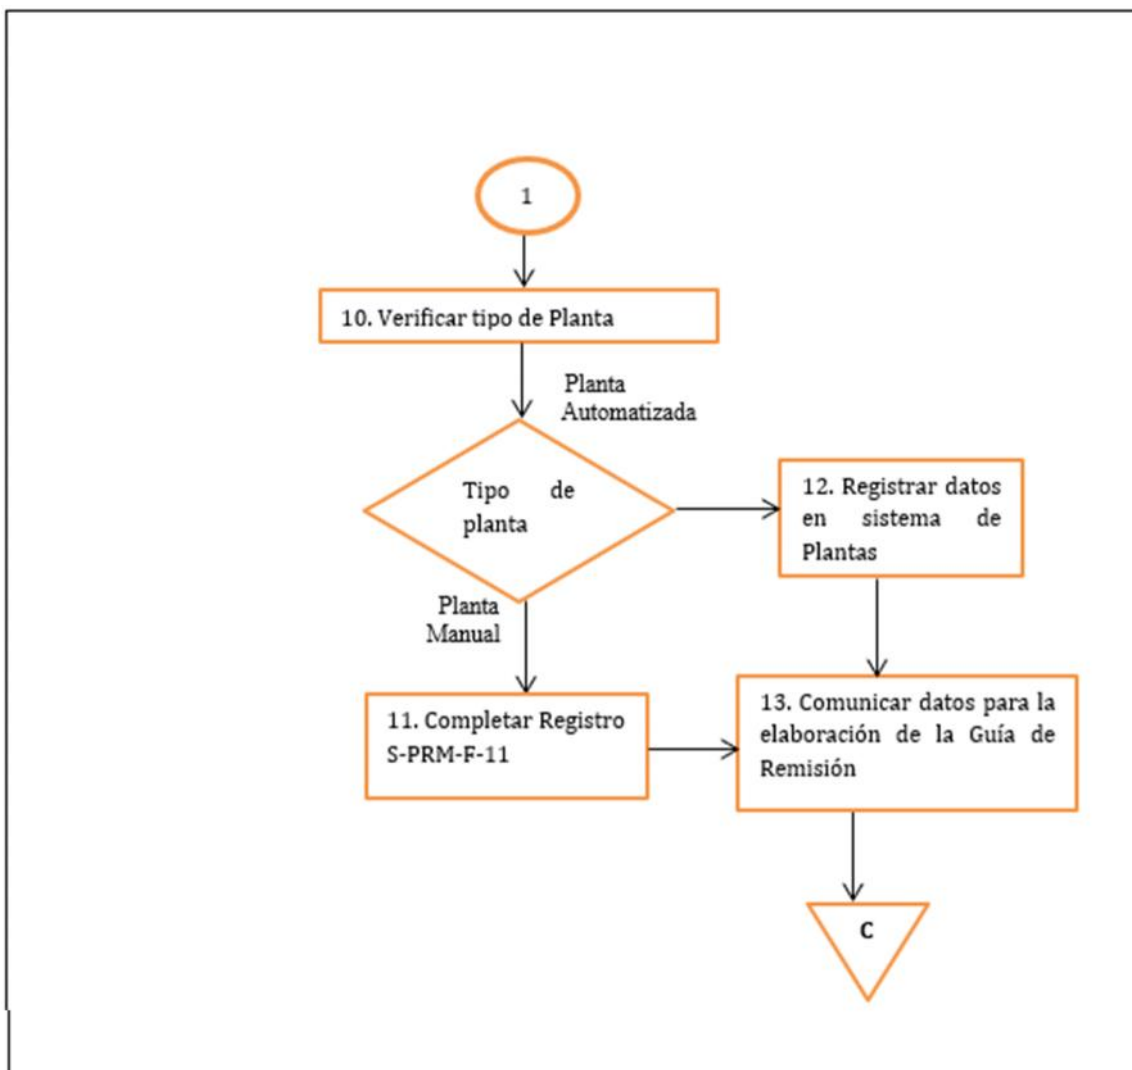 1
10. Verificar tipo de Planta
Planta
Automatizada
Tipo de
planta
12. Registrar datos
en sistema de
Plantas
Planta
Manual
11. Completar Registro
S-PRM-F-11
13. Comunicar datos para la
elaboración de la Guía de
Remisión
C